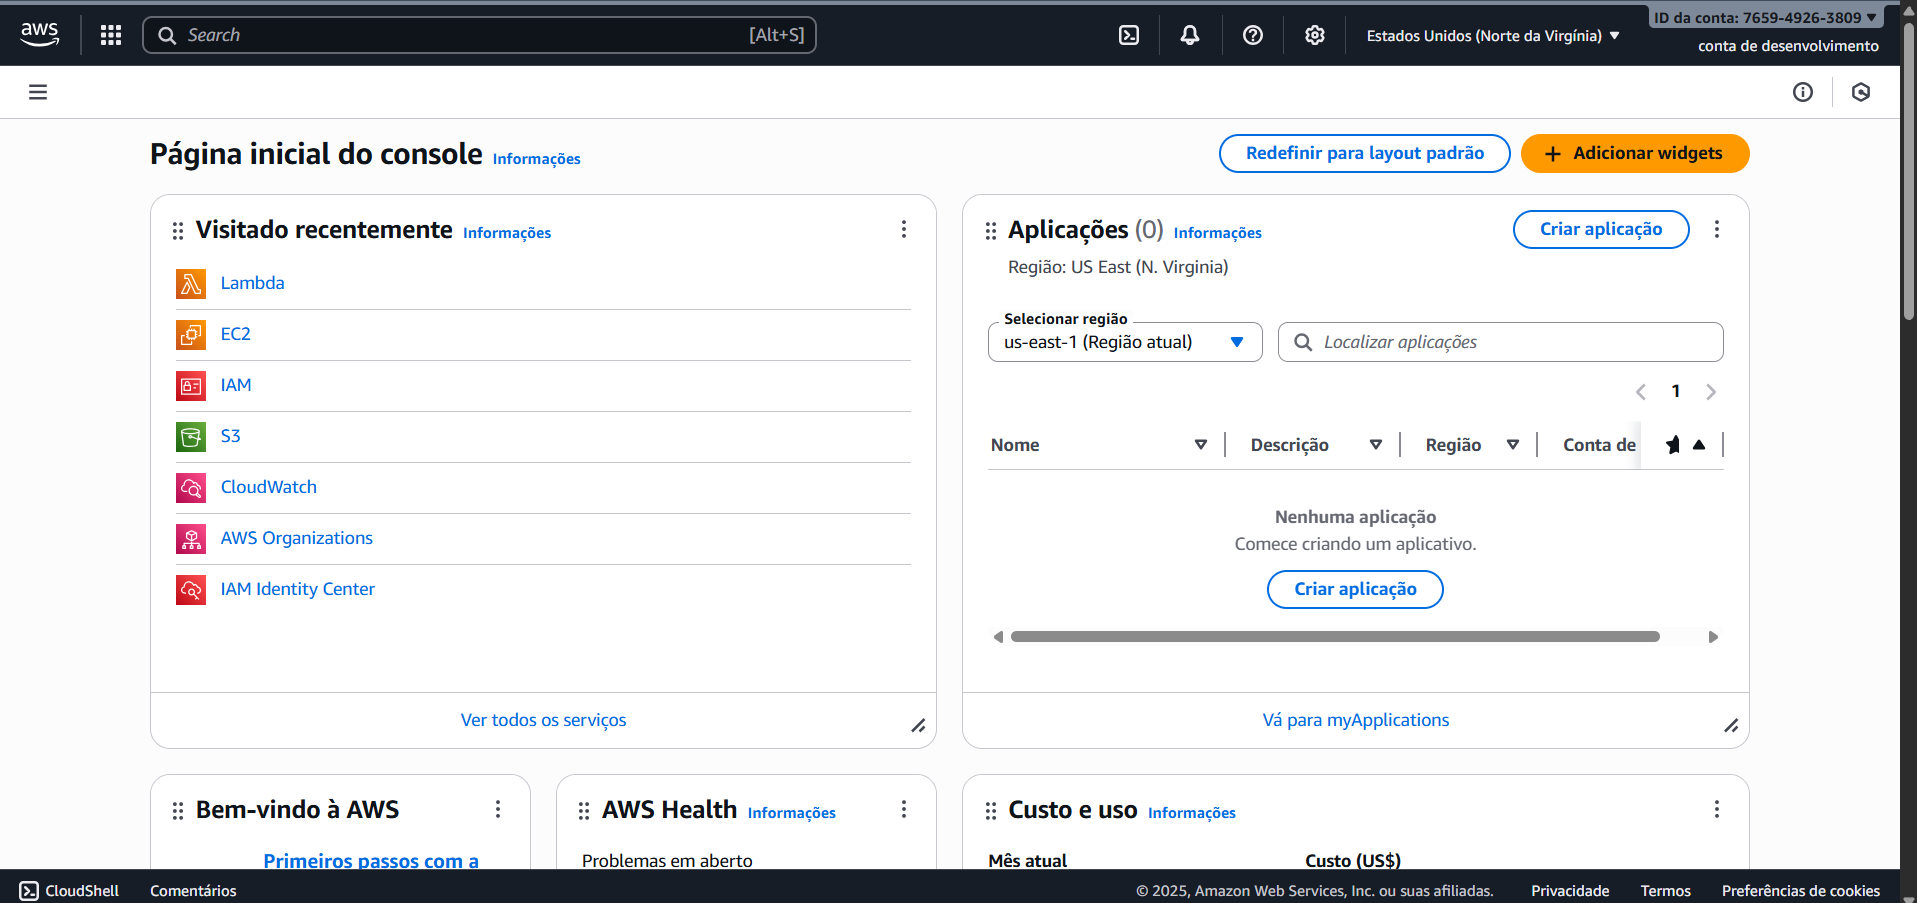 aws
Search [Alt+S]
Estados Unidos (Norte da Virgínia)
ID da conta: 7659-4926-3809
conta de desenvolvimento
Página inicial do console Informações
Redefinir para layout padrão
Adicionar widgets
Visitado recentemente Informações
Lambda
EC2
IAM
S3
CloudWatch
AWS Organizations
IAM Identity Center
Ver todos os serviços
Aplicações (0) Informações
Criar aplicação
Região: US East (N. Virginia)
Selecionar região
us-east-1 (Região atual)
Localizar aplicações
1
Nome Descrição Região Conta de
Nenhuma aplicação
Comece criando um aplicativo.
Criar aplicação
Vá para myApplications
Bem-vindo à AWS
Primeiros passos com a
AWS Health Informações
Problemas em aberto
Custo e uso Informações
Mês atual Custo (US$)
CloudShell Comentários © 2025, Amazon Web Services, Inc. ou suas afiliadas. Privacidade Termos Preferências de cookies